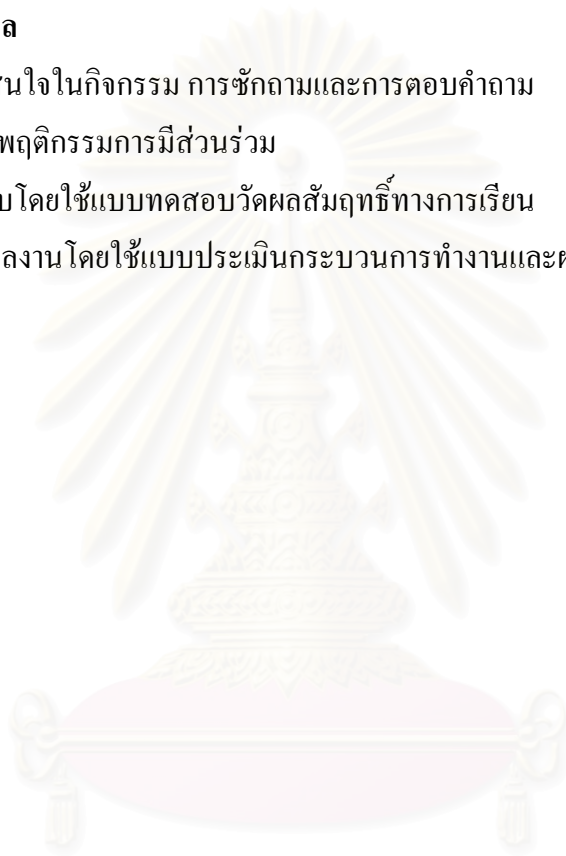 ล
สนใจในกิจกรรม การซักถามและการตอบคำถาม
พฤติกรรมการมีส่วนร่วม
บโดยใช้แบบทดสอบวัดผลสัมฤทธิ์ทางการเรียน
ลงานโดยใช้แบบประเมินกระบวนการทำงานและ